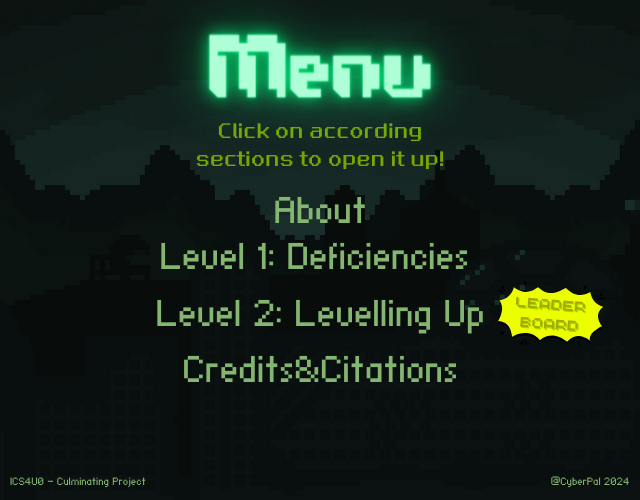 Menu
Click on according
sections to open it up!
About
Level 1: Deficiencies
Level 2: Levelling Up
LEADER
BOARD
Credits&Citations
ICS4U0 - Culminating Project
@CyberPal 2024